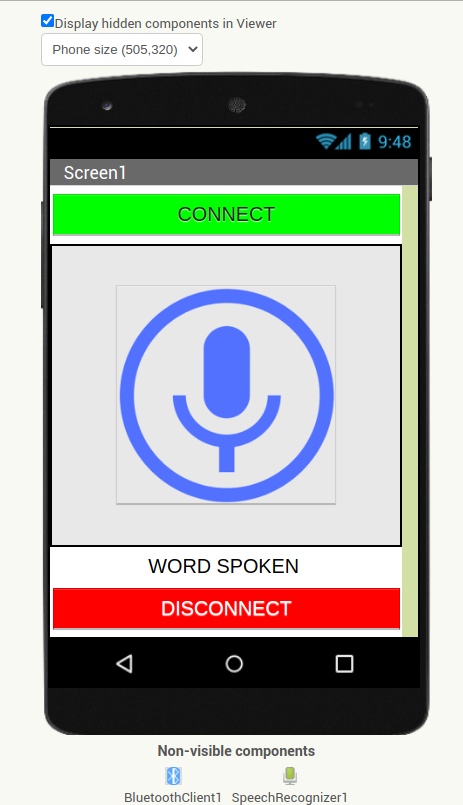 Display hidden components in Viewer
Phone size (505,320)
9:48
Screen1
CONNECT
WORD SPOKEN
DISCONNECT
Non-visible components
BluetoothClient1 SpeechRecognizer1